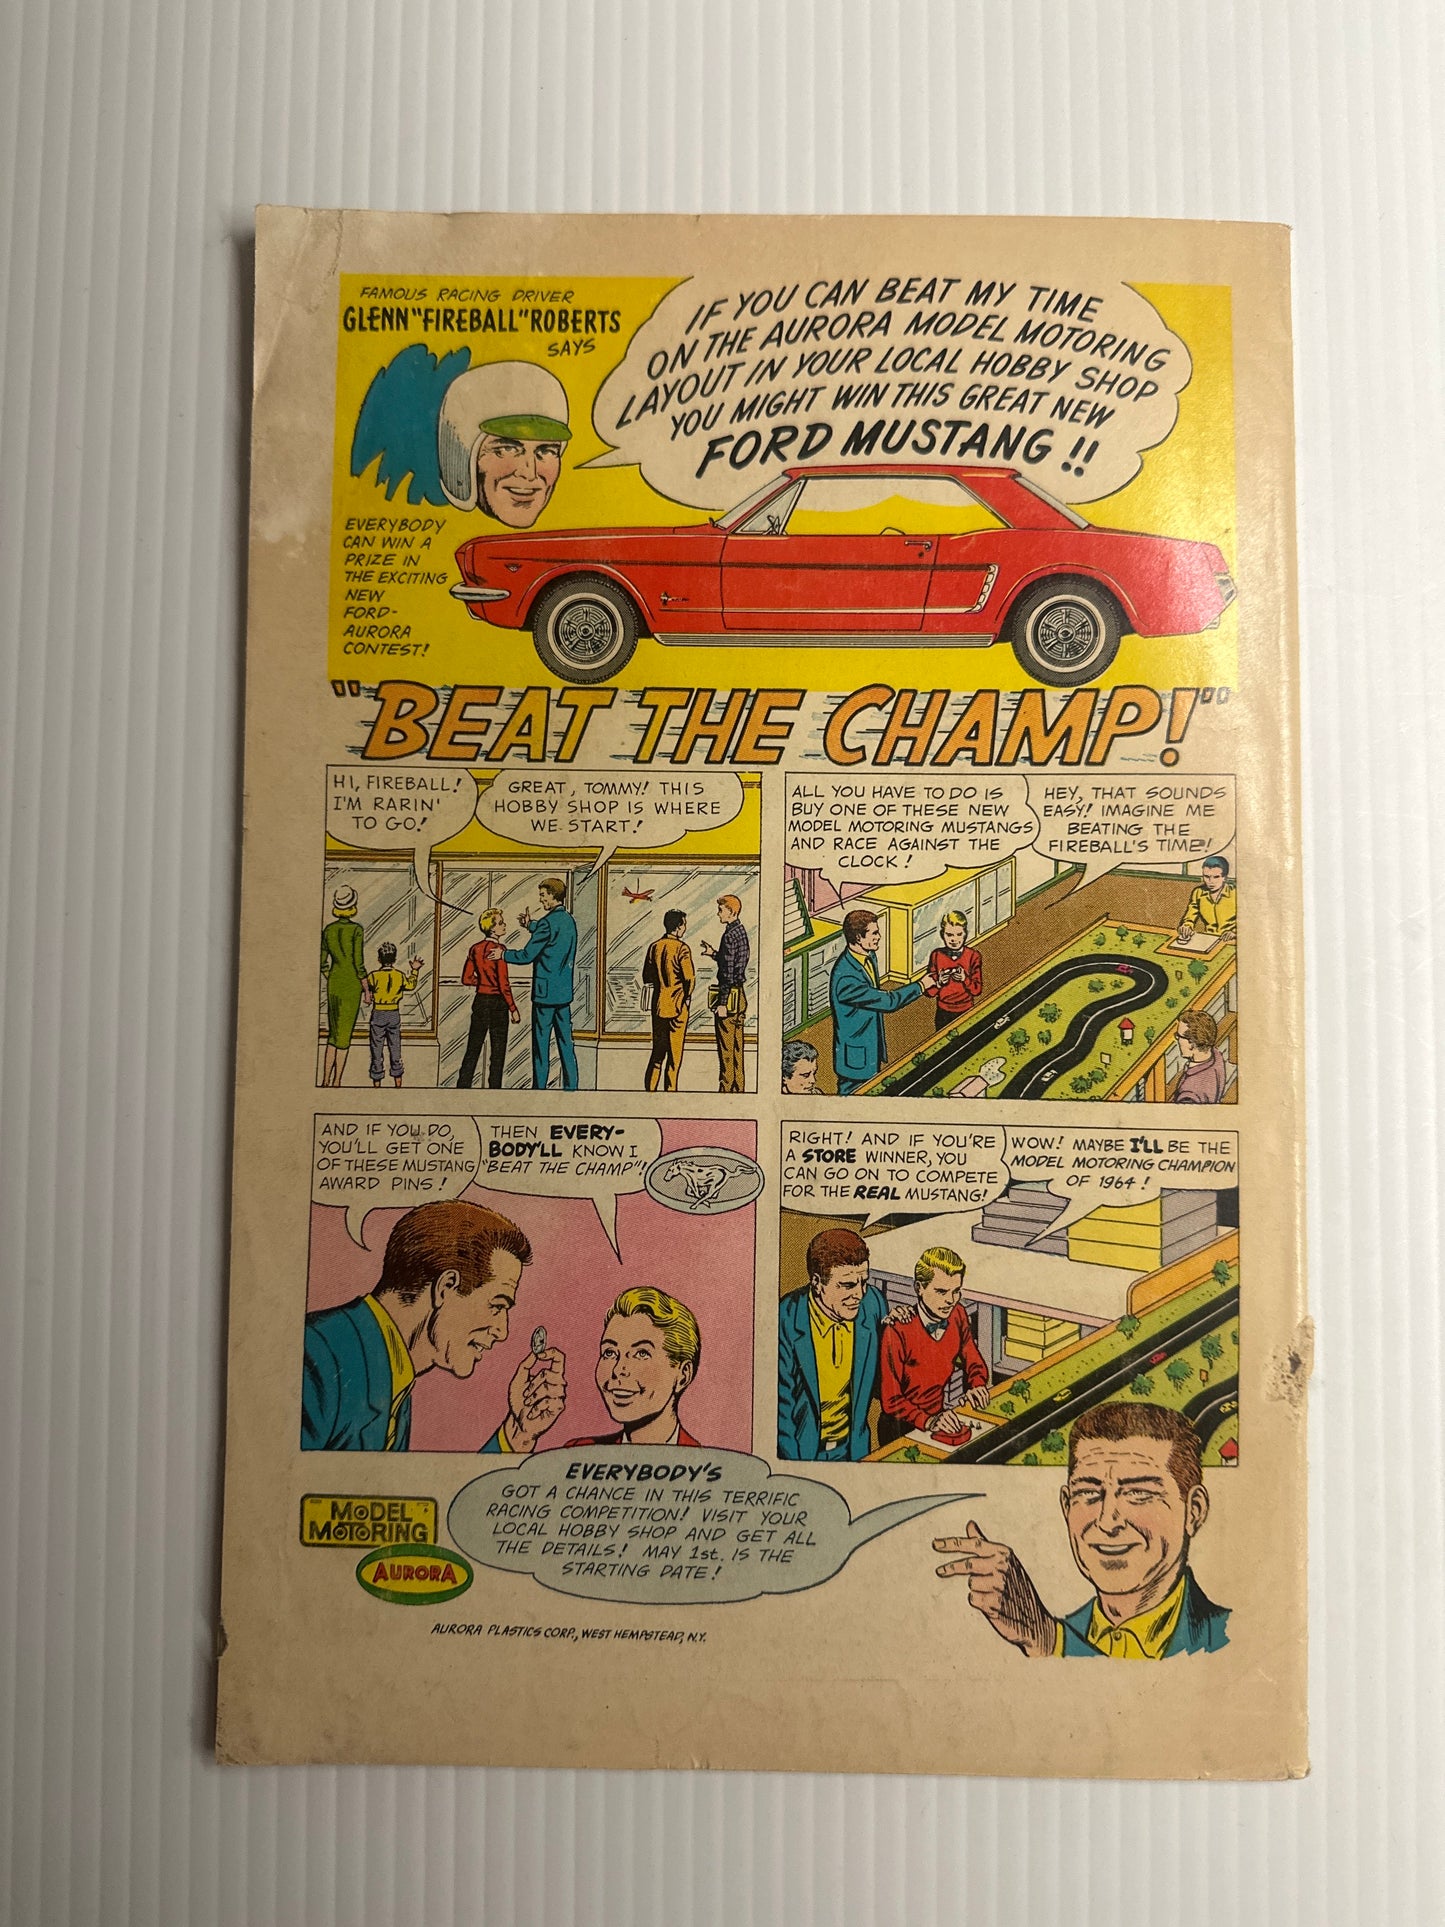 FAMOUS RACING DRIVER
GLENN "FIREBALL" ROBERTS
SAYS
IF YOU CAN BEAT MY TIME
ON THE AURORA MODEL MOTORING
LAYOUT IN YOUR LOCAL HOBBY SHOP
YOU MIGHT WIN THIS GREAT NEW
FORD MUSTANG!!
EVERYBODY
CAN WIN A
PRIZE IN
THE EXCITING
NEW
FORD-
AURORA
CONTEST!
"BEAT THE CHAMP!"
HI, FIREBALL!
I'M RARIN'
TO GO!
GREAT, TOMMY! THIS
HOBBY SHOP IS WHERE
WE START!
ALL YOU HAVE TO DO IS
BUY ONE OF THESE NEW
MODEL MOTORING MUSTANGS
AND RACE AGAINST THE
CLOCK!
HEY, THAT SOUNDS
EASY! IMAGINE ME
BEATING THE
FIREBALL'S TIME!
AND IF YOU DO,
YOU'LL GET ONE
OF THESE MUSTANG
AWARD PINS!
THEN EVERY-
BODY'LL KNOW I
"BEAT THE CHAMP"!
RIGHT! AND IF YOU'RE
A STORE WINNER, YOU
CAN GO ON TO COMPETE
FOR THE REAL MUSTANG!
WOW! MAYBE I'LL BE THE
MODEL MOTORING CHAMPION
OF 1964!
EVERYBODY'S
GOT A CHANCE IN THIS TERRIFIC
RACING COMPETITION! VISIT YOUR
LOCAL HOBBY SHOP AND GET ALL
THE DETAILS! MAY 1st. IS THE
STARTING DATE!
MODEL
MOTORING
AURORA
AURORA PLASTICS CORP., WEST HEMPSTEAD, N.Y.